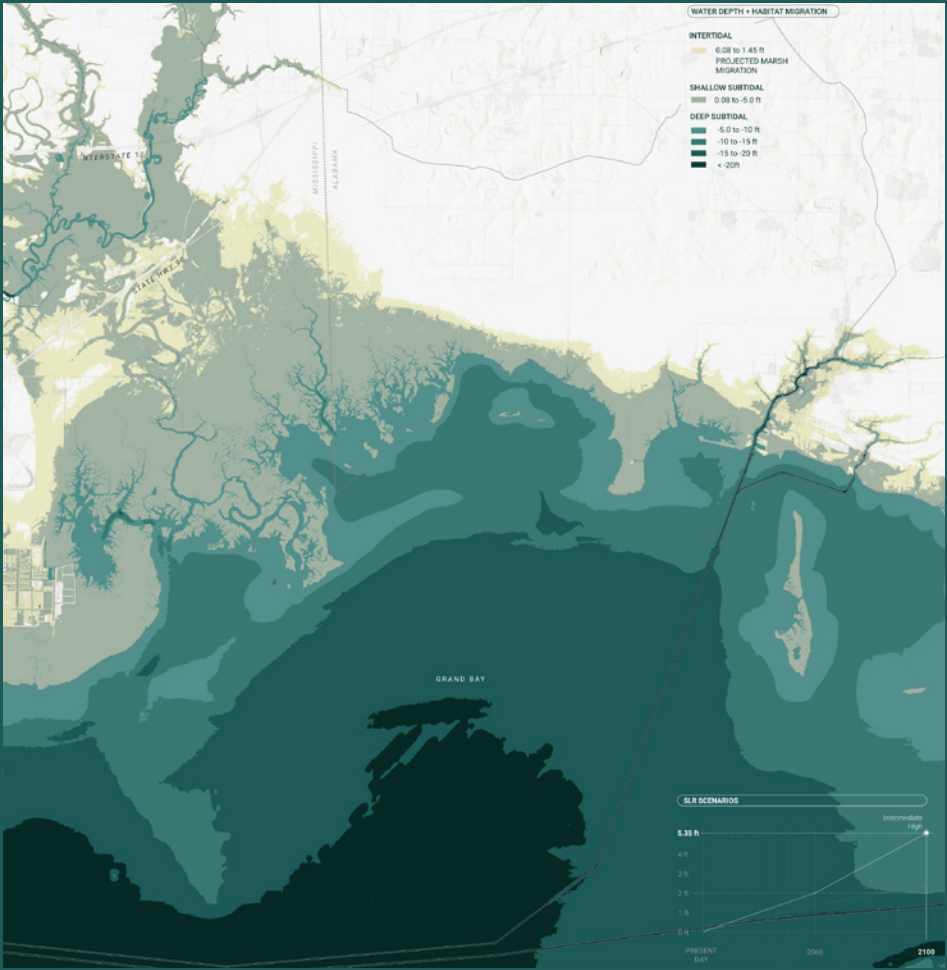 WATER DEPTH + HABITAT MIGRATION
INTERTIDAL
0.08 to 1.45 ft
PROJECTED MARSH
MIGRATION
SHALLOW SUBTIDAL
0.08 to -5.0 ft
DEEP SUBTIDAL
-5.0 to -10 ft
-10 to -15 ft
-15 to -20 ft
< -20ft
INTERSTATE 10
MISSISSIPPI
ALABAMA
STATE HWY 90
GRAND BAY
SLR SCENARIOS
Intermediate
High
5.35 ft
4 ft
3 ft
2 ft
1 ft
0 ft
PRESENT
DAY
2060
2100